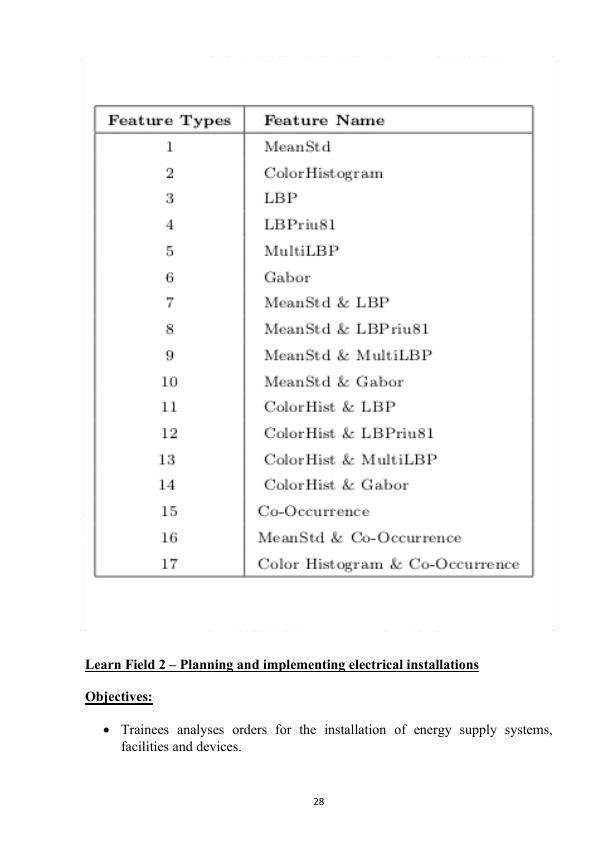 Feature Types Feature Name
1 MeanStd
2 ColorHistogram
3 LBP
4 LBPriu81
5 MultiLBP
6 Gabor
7 MeanStd & LBP
8 MeanStd & LBPriu81
9 MeanStd & MultiLBP
10 MeanStd & Gabor
11 ColorHist & LBP
12 ColorHist & LBPriu81
13 ColorHist & MultiLBP
14 ColorHist & Gabor
15 Co-Occurrence
16 MeanStd & Co-Occurrence
17 Color Histogram & Co-Occurrence
Learn Field 2 – Planning and implementing electrical installations
Objectives:
• Trainees analyses orders for the installation of energy supply systems,
facilities and devices.
28